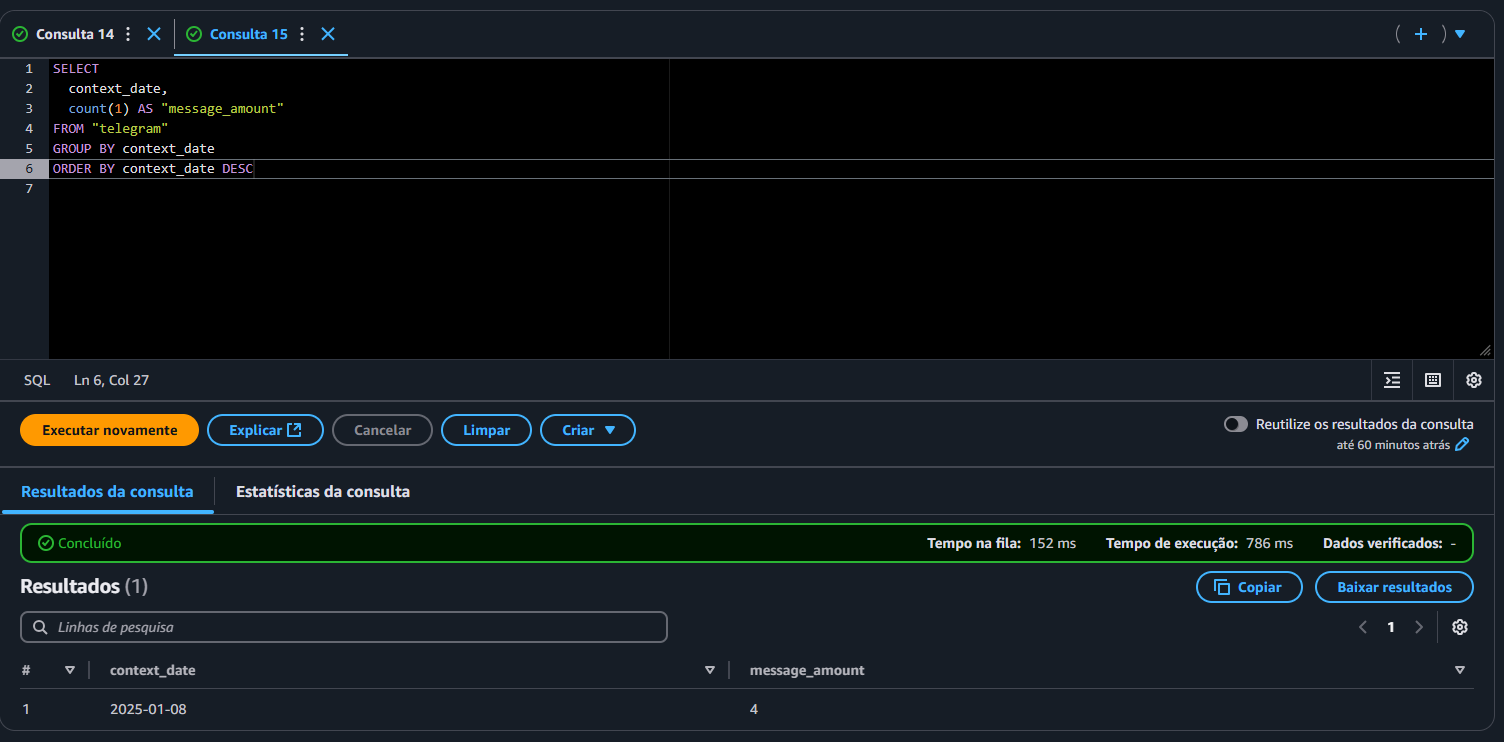 Consulta 14 Consulta 15 ( + )
1 SELECT
2 context_date,
3 count(1) AS "message_amount"
4 FROM "telegram"
5 GROUP BY context_date
6 ORDER BY context_date DESC
7
SQL Ln 6, Col 27
Executar novamente Explicar Cancelar Limpar Criar Reutilize os resultados da consulta
até 60 minutos atrás
Resultados da consulta Estatísticas da consulta
Concluído Tempo na fila: 152 ms Tempo de execução: 786 ms Dados verificados: -
Resultados (1) Copiar Baixar resultados
Linhas de pesquisa 1
# context_date message_amount
1 2025-01-08 4